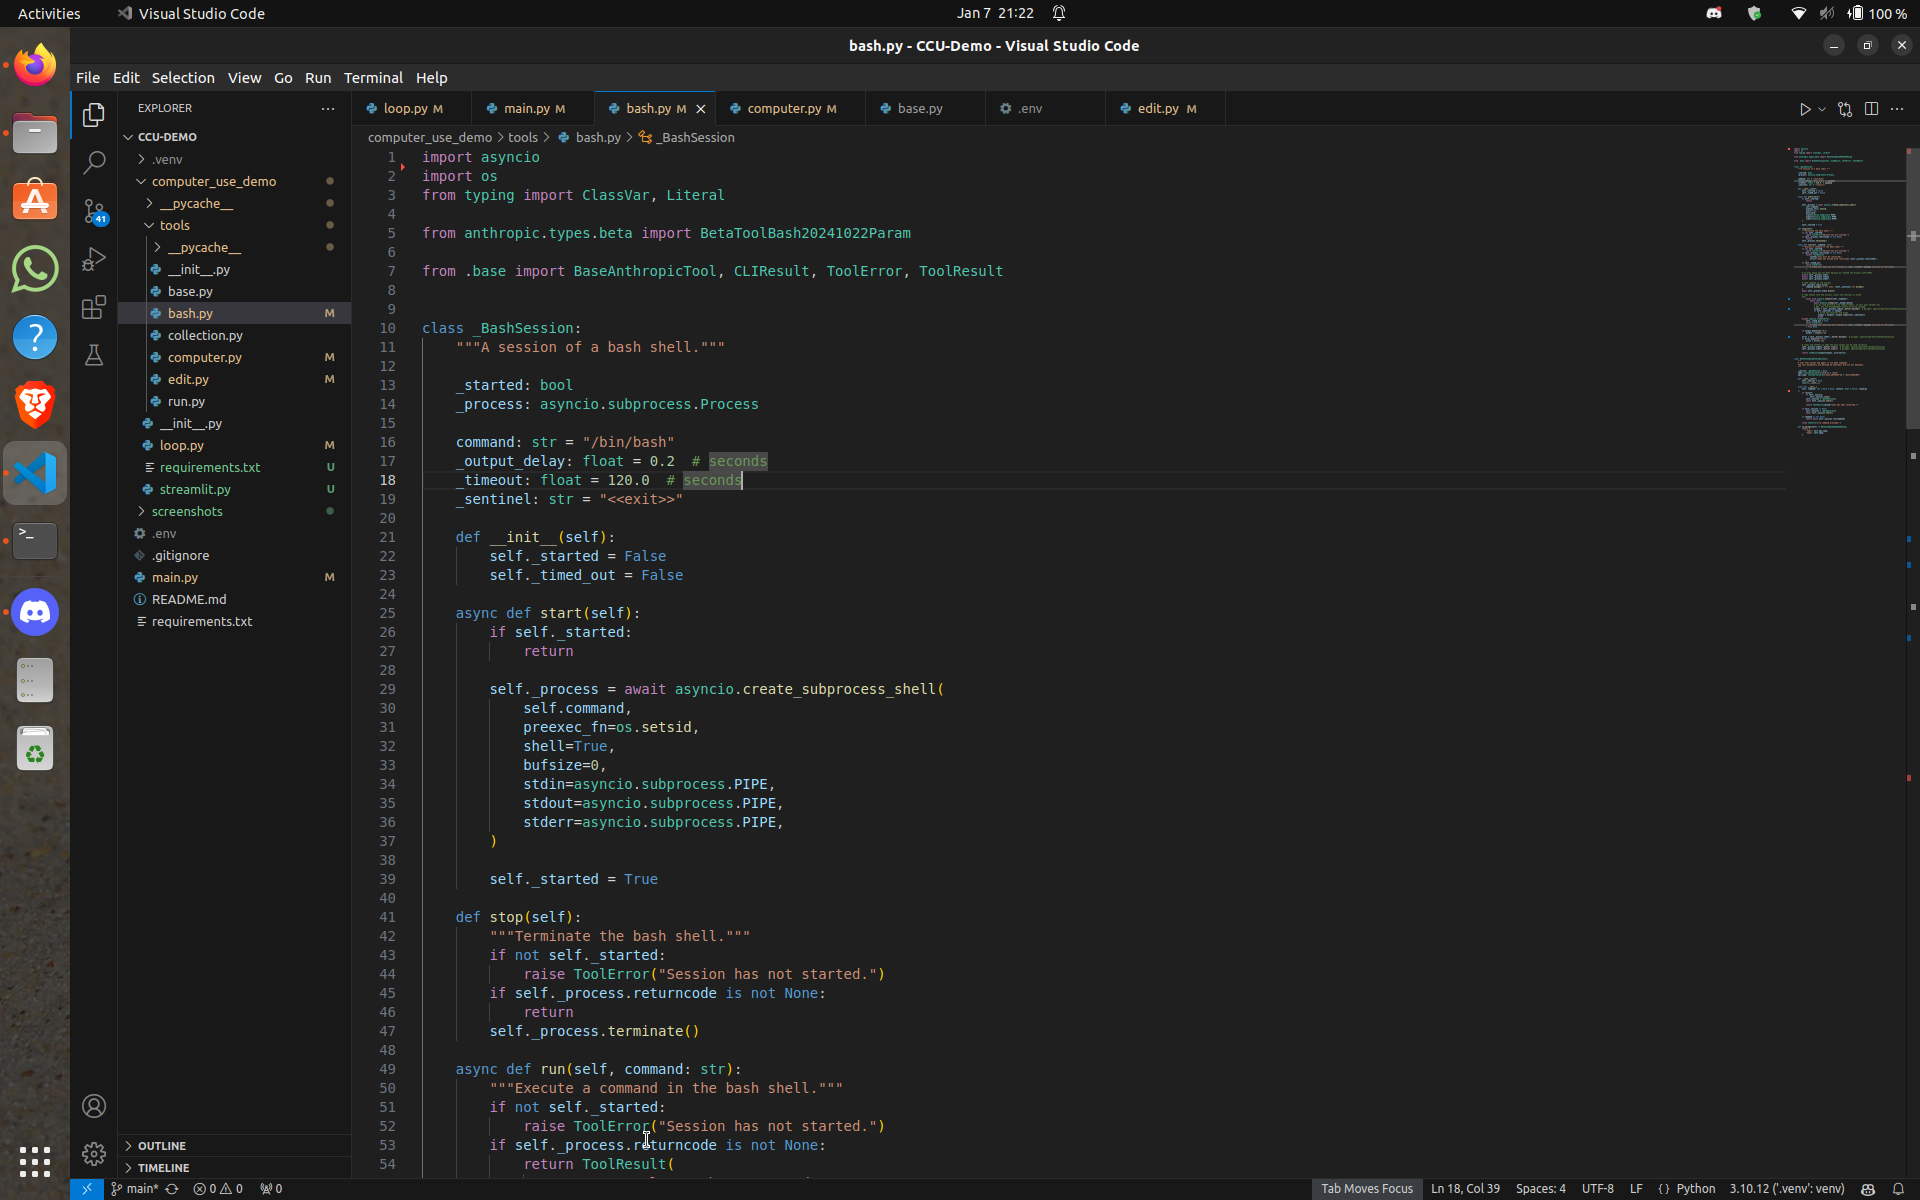 Activities
Visual Studio Code
Jan 7 21:22
100 %
bash.py - CCU-Demo - Visual Studio Code
File Edit Selection View Go Run Terminal Help
EXPLORER
CCU-DEMO
.venv
computer_use_demo
__pycache__
tools
__pycache__
__init__.py
base.py
bash.py M
collection.py
computer.py M
edit.py M
run.py
__init__.py
loop.py M
requirements.txt U
streamlit.py U
screenshots
.env
.gitignore
main.py M
README.md
requirements.txt
OUTLINE
TIMELINE
41
loop.py M main.py M bash.py M computer.py M base.py .env edit.py M
computer_use_demo > tools > bash.py > _BashSession
1 import asyncio
2 import os
3 from typing import ClassVar, Literal
4
5 from anthropic.types.beta import BetaToolBash20241022Param
6
7 from .base import BaseAnthropicTool, CLIResult, ToolError, ToolResult
8
9
10 class _BashSession:
11     """A session of a bash shell."""
12
13     _started: bool
14     _process: asyncio.subprocess.Process
15
16     command: str = "/bin/bash"
17     _output_delay: float = 0.2  # seconds
18     _timeout: float = 120.0  # seconds
19     _sentinel: str = "<<exit>>"
20
21     def __init__(self):
22         self._started = False
23         self._timed_out = False
24
25     async def start(self):
26         if self._started:
27             return
28
29         self._process = await asyncio.create_subprocess_shell(
30             self.command,
31             preexec_fn=os.setsid,
32             shell=True,
33             bufsize=0,
34             stdin=asyncio.subprocess.PIPE,
35             stdout=asyncio.subprocess.PIPE,
36             stderr=asyncio.subprocess.PIPE,
37         )
38
39         self._started = True
40
41     def stop(self):
42         """Terminate the bash shell."""
43         if not self._started:
44             raise ToolError("Session has not started.")
45         if self._process.returncode is not None:
46             return
47         self._process.terminate()
48
49     async def run(self, command: str):
50         """Execute a command in the bash shell."""
51         if not self._started:
52             raise ToolError("Session has not started.")
53         if self._process.returncode is not None:
54             return ToolResult(
main* 0 0 0
Tab Moves Focus Ln 18, Col 39 Spaces: 4 UTF-8 LF {} Python 3.10.12 ('.venv': venv)